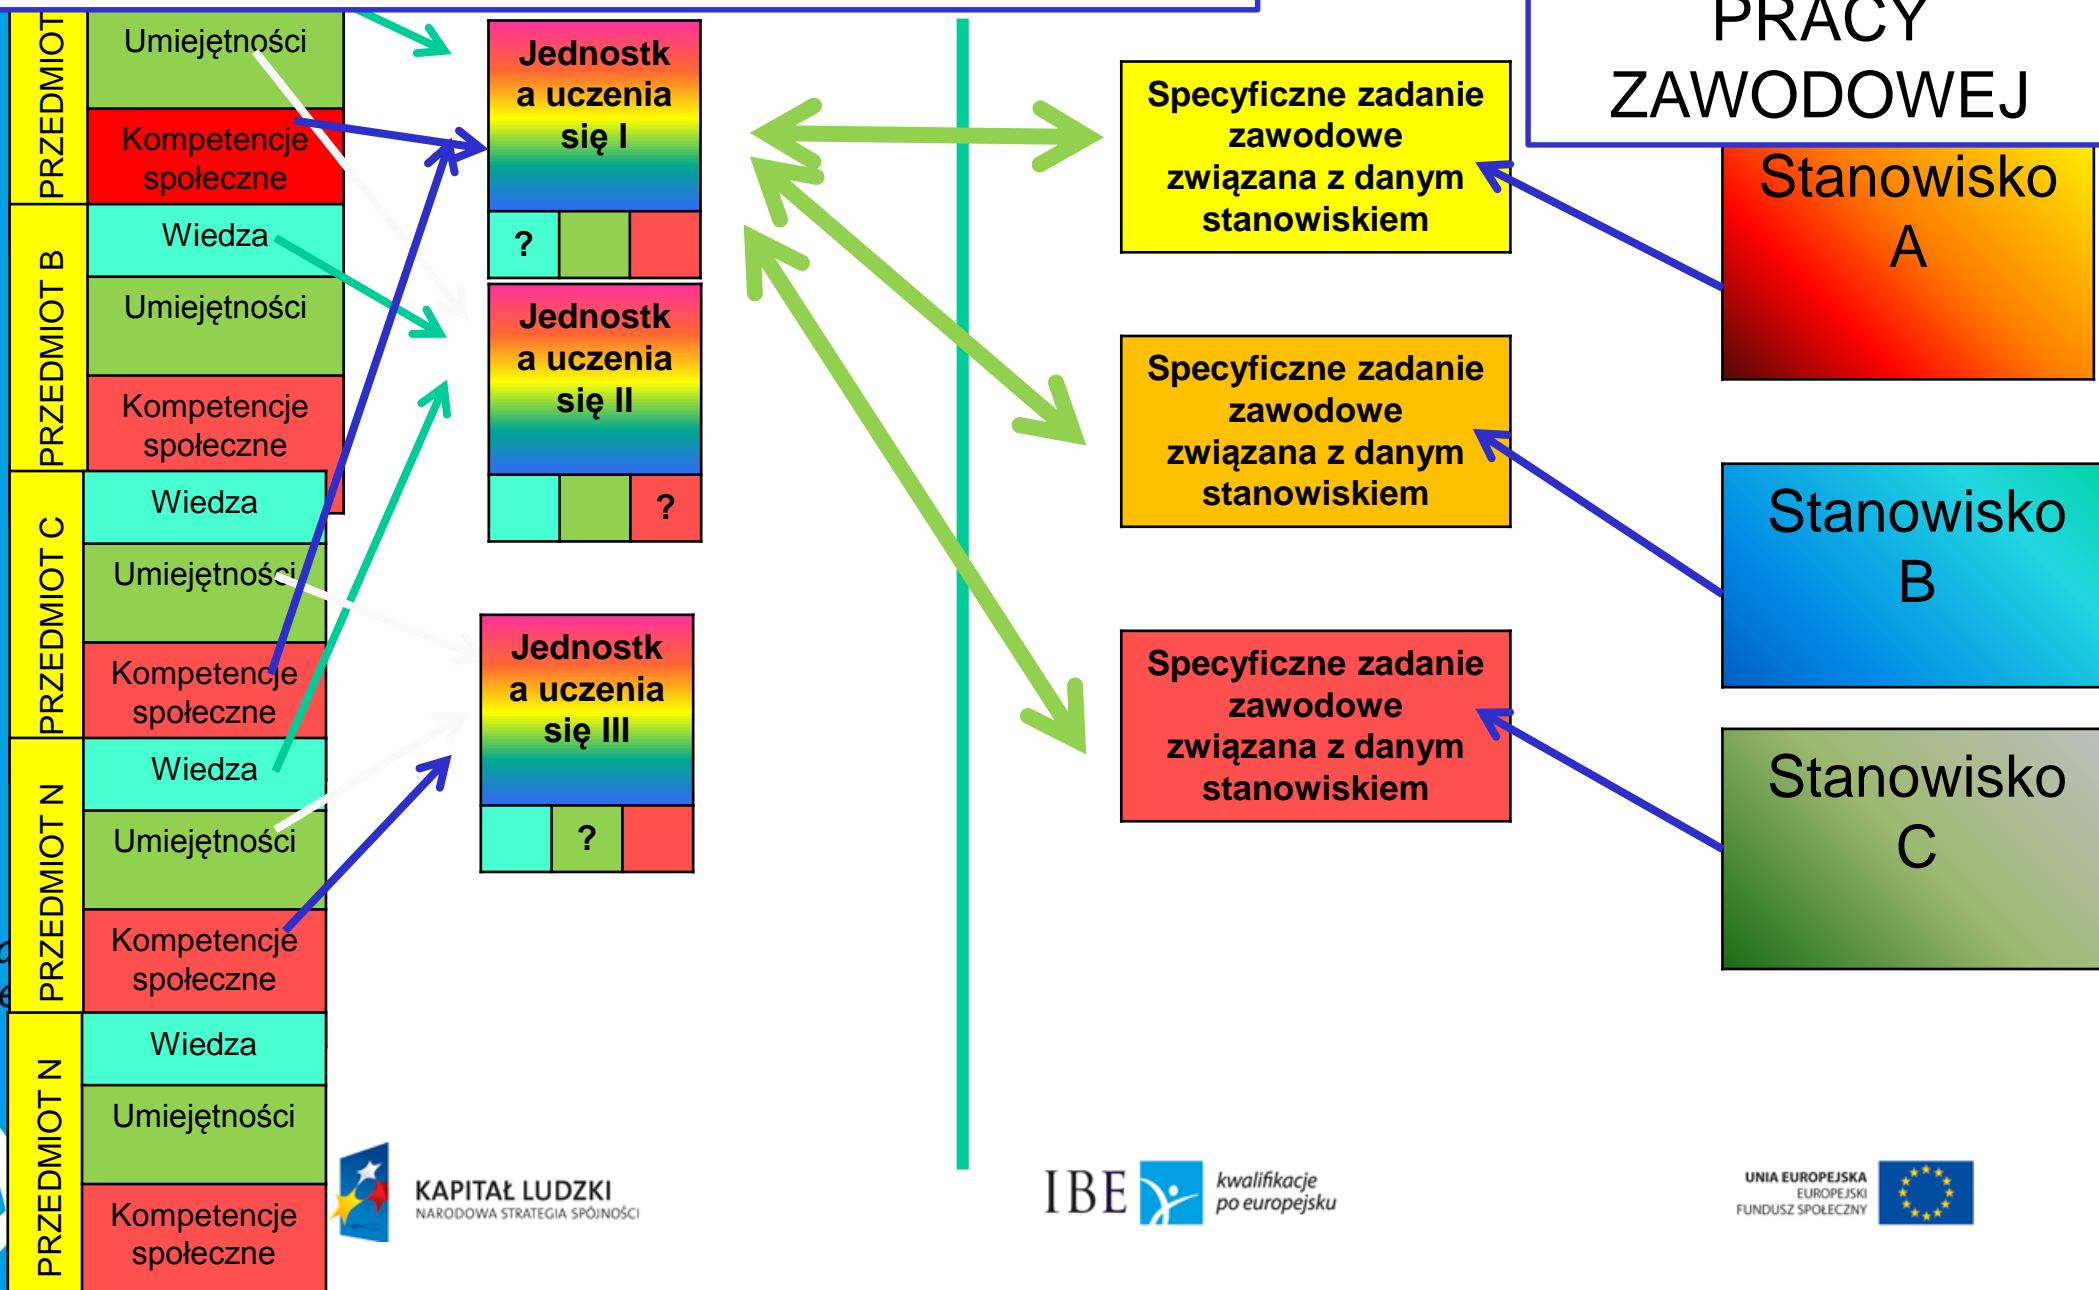 PRZEDMIOT
Umiejętności
Kompetencje
społeczne
PRZEDMIOT B
Wiedza
Umiejętności
Kompetencje
społeczne
PRZEDMIOT C
Wiedza
Umiejętności
Kompetencje
społeczne
PRZEDMIOT N
Wiedza
Umiejętności
Kompetencje
społeczne
PRZEDMIOT N
Wiedza
Umiejętności
Kompetencje
społeczne
Jednostk
a uczenia
się I
?
Jednostk
a uczenia
się II
?
Jednostk
a uczenia
się III
?
Specyficzne zadanie
zawodowe
związana z danym
stanowiskiem
Specyficzne zadanie
zawodowe
związana z danym
stanowiskiem
Specyficzne zadanie
zawodowe
związana z danym
stanowiskiem
PRACY
ZAWODOWEJ
Stanowisko
A
Stanowisko
B
Stanowisko
C
KAPITAŁ LUDZKI
NARODOWA STRATEGIA SPÓJNOŚCI
IBE
kwalifikacje
po europejsku
UNIA EUROPEJSKA
EUROPEJSKI
FUNDUSZ SPOŁECZNY